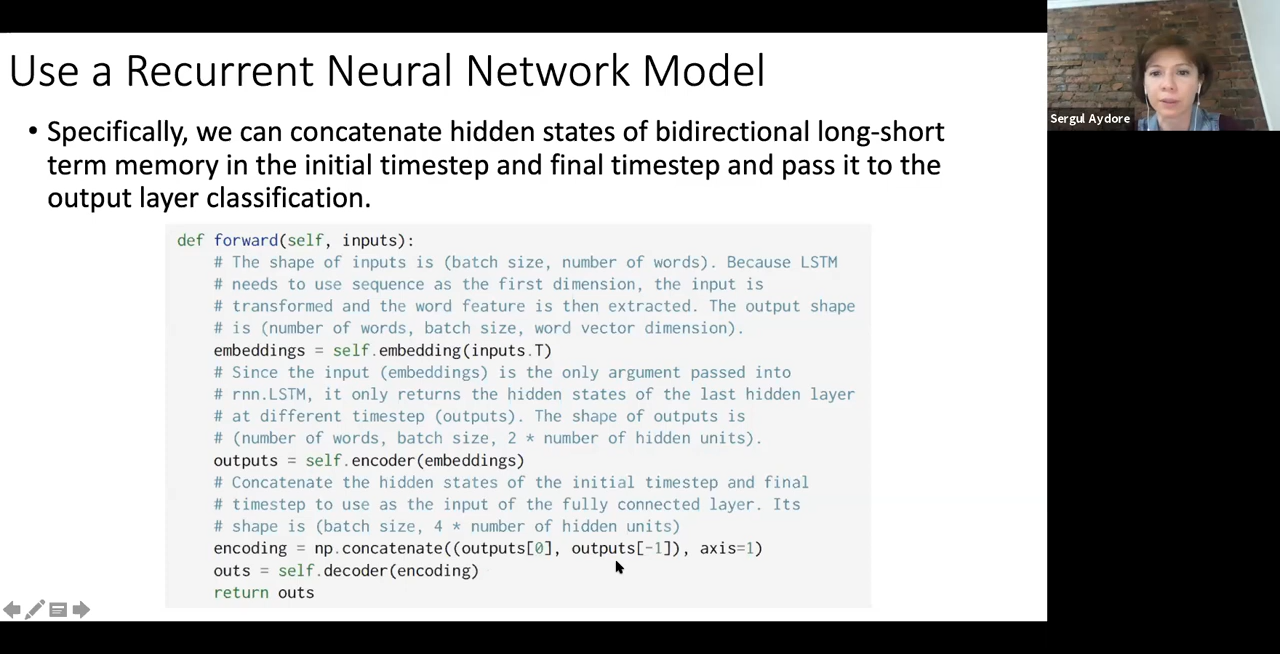 Use a Recurrent Neural Network Model
• Specifically, we can concatenate hidden states of bidirectional long-short
term memory in the initial timestep and final timestep and pass it to the
output layer classification.
def forward(self, inputs):
    # The shape of inputs is (batch size, number of words). Because LSTM
    # needs to use sequence as the first dimension, the input is
    # transformed and the word feature is then extracted. The output shape
    # is (number of words, batch size, word vector dimension).
    embeddings = self.embedding(inputs.T)
    # Since the input (embeddings) is the only argument passed into
    # rnn.LSTM, it only returns the hidden states of the last hidden layer
    # at different timestep (outputs). The shape of outputs is
    # (number of words, batch size, 2 * number of hidden units).
    outputs = self.encoder(embeddings)
    # Concatenate the hidden states of the initial timestep and final
    # timestep to use as the input of the fully connected layer. Its
    # shape is (batch size, 4 * number of hidden units)
    encoding = np.concatenate((outputs[0], outputs[-1]), axis=1)
    outs = self.decoder(encoding)
    return outs
Sergul Aydore